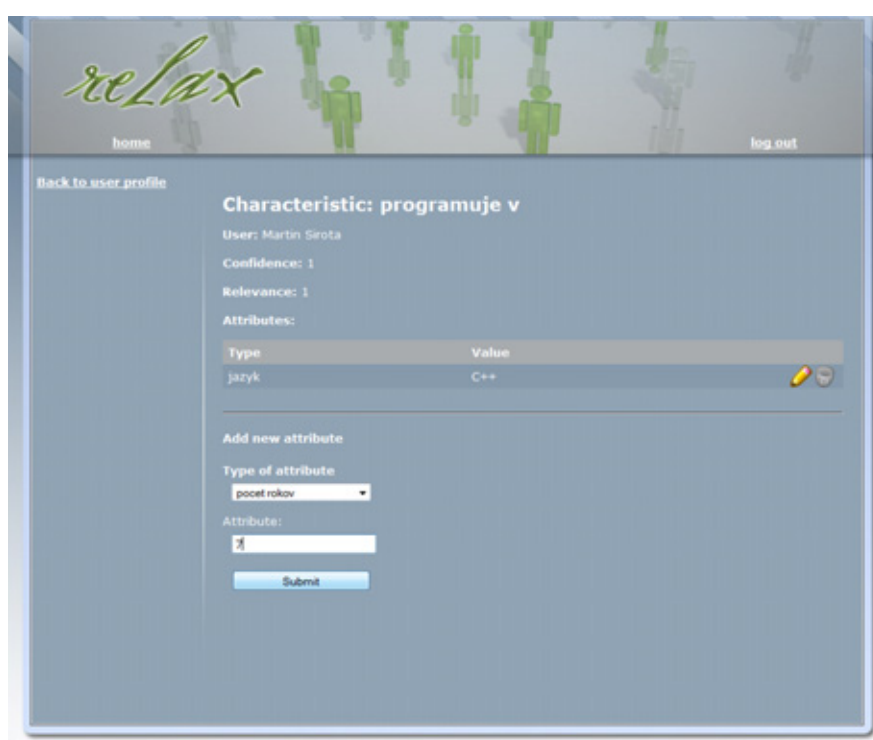 relax
home
log out
Back to user profile
Characteristic: programuje v
User: Martin Sirota
Confidence: 1
Relevance: 1
Attributes:
Type Value
jazyk C++
Add new attribute
Type of attribute
pocet rokov
Attribute:
7
Submit